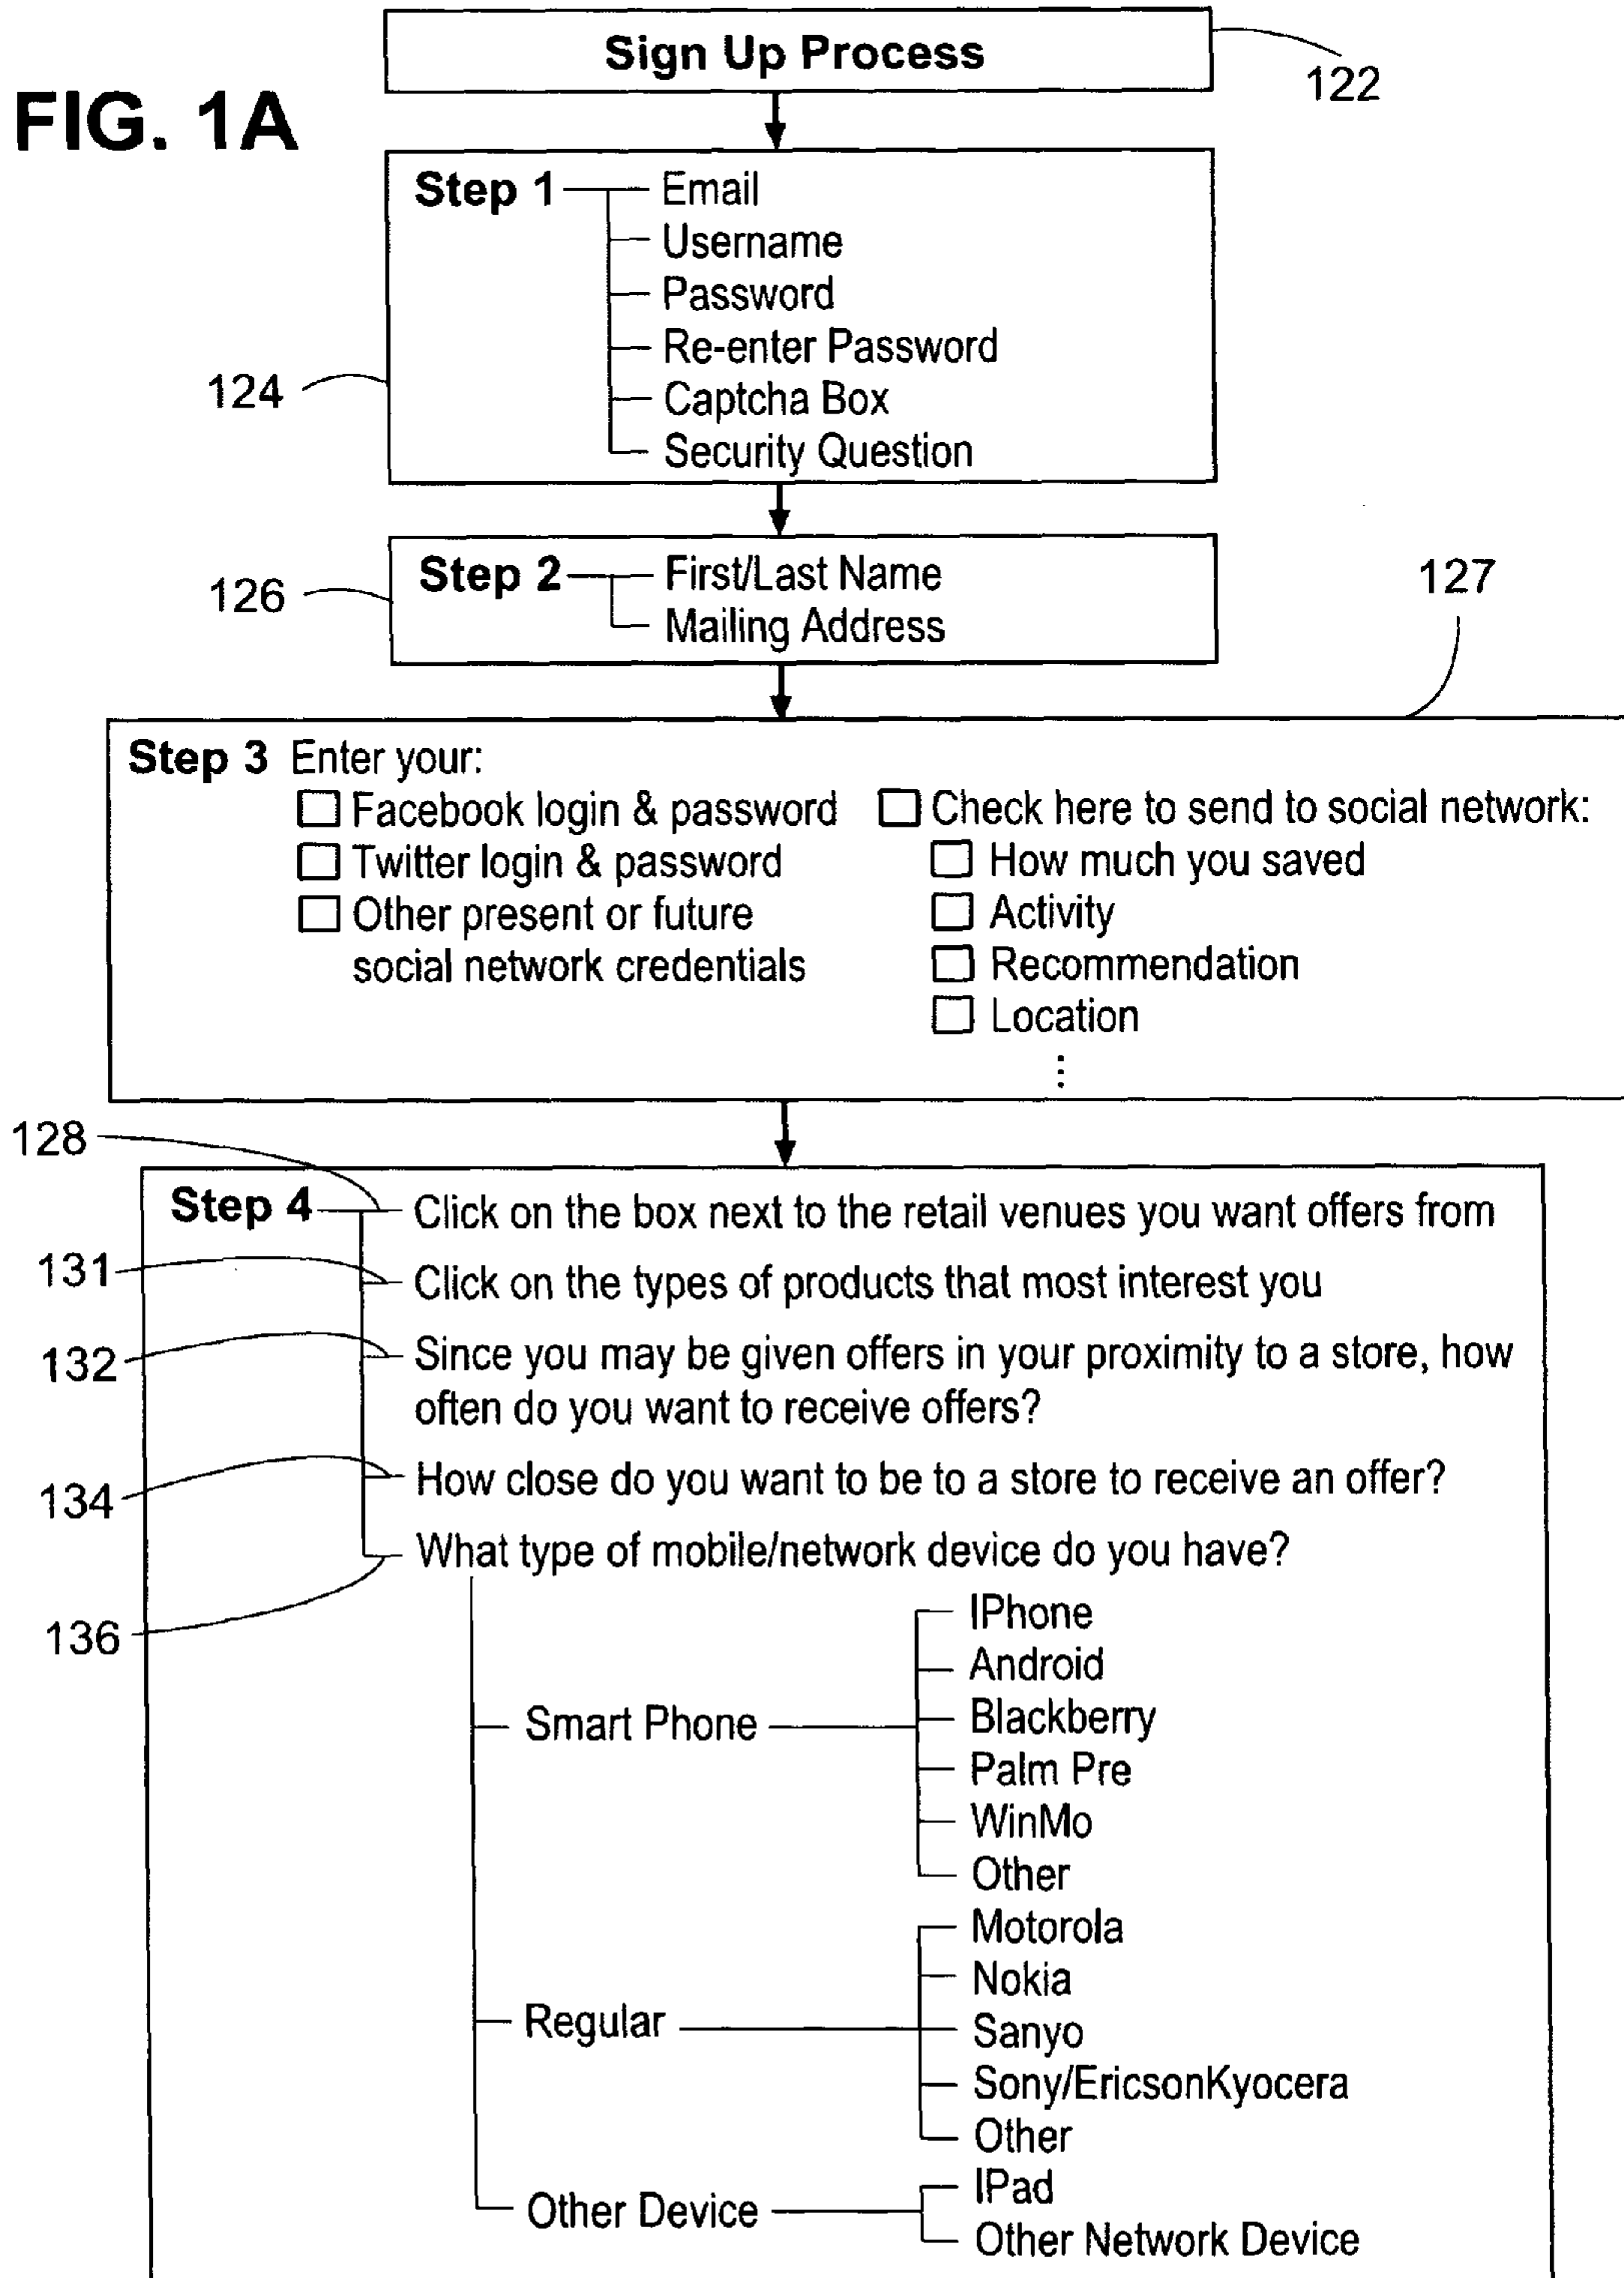 FIG. 1A
Sign Up Process
122
Step 1
Email
Username
Password
Re-enter Password
Captcha Box
Security Question
124
Step 2
First/Last Name
Mailing Address
126
127
Step 3 Enter your:
Facebook login & password
Twitter login & password
Other present or future
social network credentials
Check here to send to social network:
How much you saved
Activity
Recommendation
Location
⋮
128
Step 4
Click on the box next to the retail venues you want offers from
131
Click on the types of products that most interest you
132
Since you may be given offers in your proximity to a store, how
often do you want to receive offers?
134
How close do you want to be to a store to receive an offer?
136
What type of mobile/network device do you have?
Smart Phone
IPhone
Android
Blackberry
Palm Pre
WinMo
Other
Regular
Motorola
Nokia
Sanyo
Sony/EricsonKyocera
Other
Other Device
IPad
Other Network Device